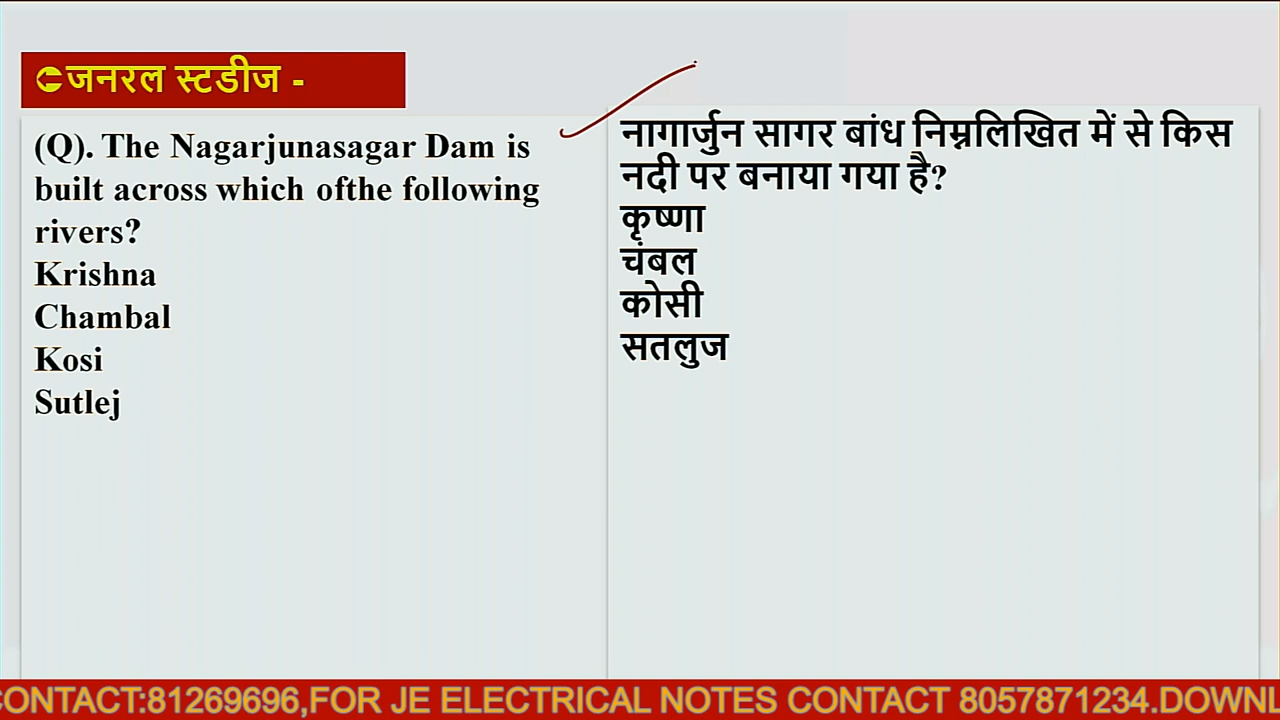 जनरल स्टडीज -
(Q). The Nagarjunasagar Dam is
built across which ofthe following
rivers?
Krishna
Chambal
Kosi
Sutlej
नागार्जुन सागर बांध निम्नलिखित में से किस
नदी पर बनाया गया है?
कृष्णा
चंबल
कोसी
सतलुज
CONTACT:81269696,FOR JE ELECTRICAL NOTES CONTACT 8057871234.DOWNL